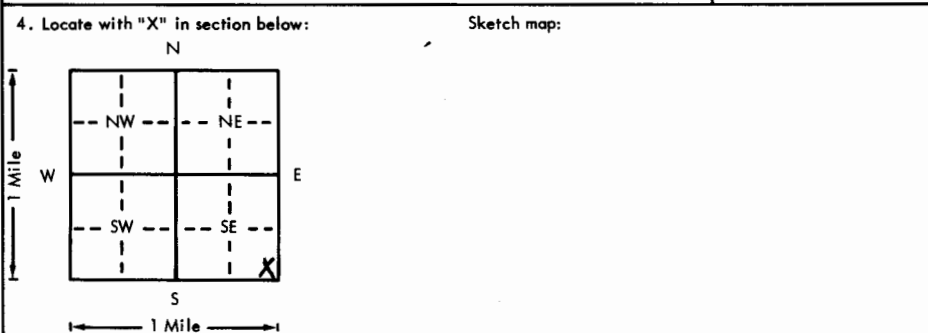 4. Locate with "X" in section below: Sketch map:
N
NW NE
1 Mile W E
SW SE
X
S
1 Mile